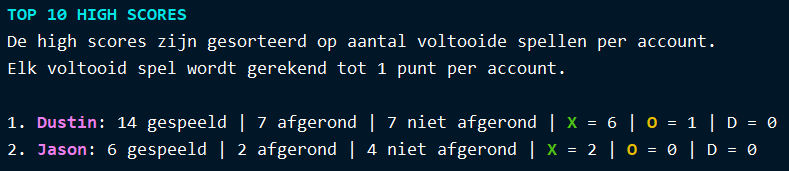 TOP 10 HIGH SCORES
De high scores zijn gesorteerd op aantal voltooide spellen per account.
Elk voltooid spel wordt gerekend tot 1 punt per account.
1. Dustin: 14 gespeeld | 7 afgerond | 7 niet afgerond | X = 6 | O = 1 | D = 0
2. Jason: 6 gespeeld | 2 afgerond | 4 niet afgerond | X = 2 | O = 0 | D = 0